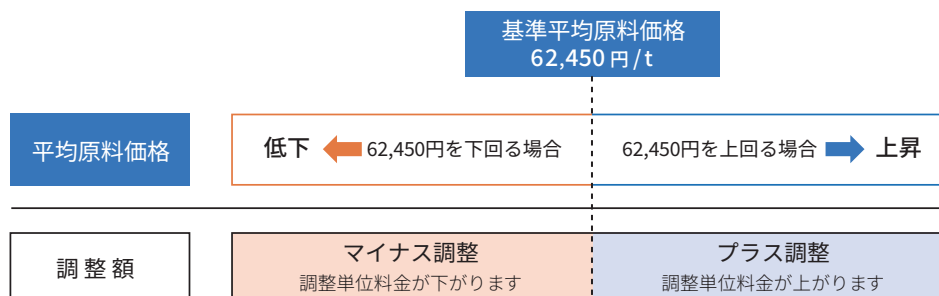 基準平均原料価格
62,450 円/t
平均原料価格
低下 62,450円を下回る場合 62,450円を上回る場合 上昇
調整額
マイナス調整 プラス調整
調整単位料金が下がります 調整単位料金が上がります